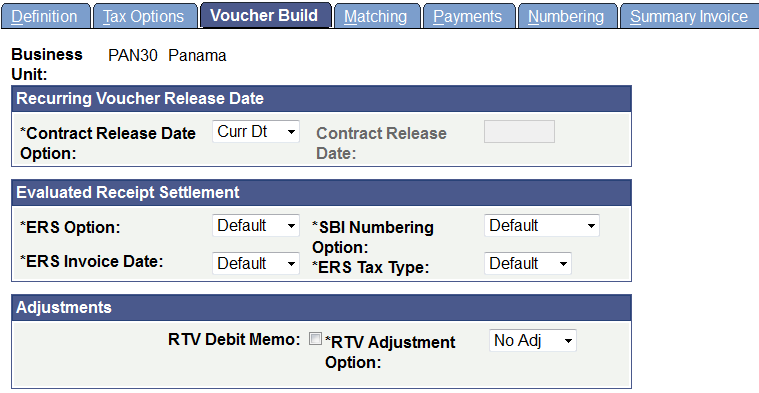 Definition Tax Options Voucher Build Matching Payments Numbering Summary Invoice
Business Unit: PAN30 Panama
Recurring Voucher Release Date
*Contract Release Date Option: Curr Dt Contract Release Date:
Evaluated Receipt Settlement
*ERS Option: Default *SBI Numbering Option: Default
*ERS Invoice Date: Default *ERS Tax Type: Default
Adjustments
RTV Debit Memo: *RTV Adjustment Option: No Adj